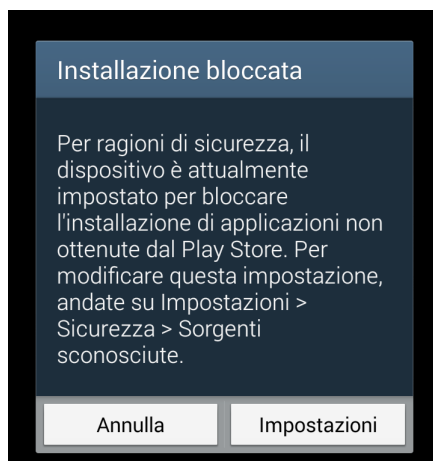 Installazione bloccata
Per ragioni di sicurezza, il
dispositivo è attualmente
impostato per bloccare
l'installazione di applicazioni non
ottenute dal Play Store. Per
modificare questa impostazione,
andate su Impostazioni >
Sicurezza > Sorgenti
sconosciute.
Annulla
Impostazioni